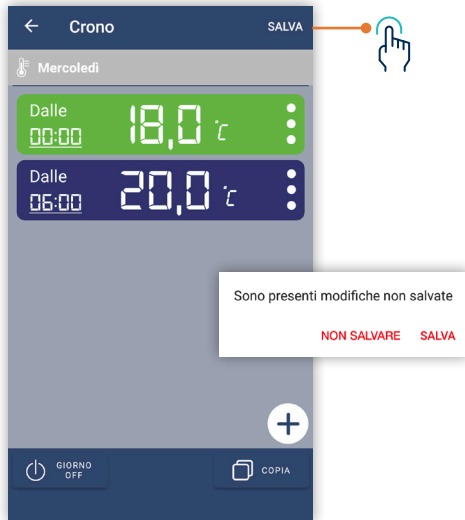 Crono SALVA
Mercoledì
Dalle
00:00 18,0 °C
Dalle
06:00 20,0 °C
Sono presenti modifiche non salvate
NON SALVARE SALVA
GIORNO
OFF
COPIA